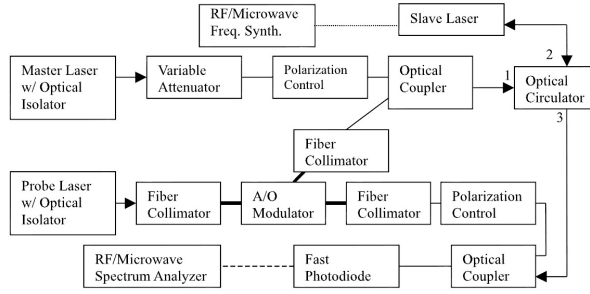 RF/Microwave
Freq. Synth.
Slave Laser
Master Laser
w/ Optical
Isolator
Variable
Attenuator
Polarization
Control
Optical
Coupler
1
2
Optical
Circulator
3
Fiber
Collimator
Probe Laser
w/ Optical
Isolator
Fiber
Collimator
A/O
Modulator
Fiber
Collimator
Polarization
Control
RF/Microwave
Spectrum Analyzer
Fast
Photodiode
Optical
Coupler